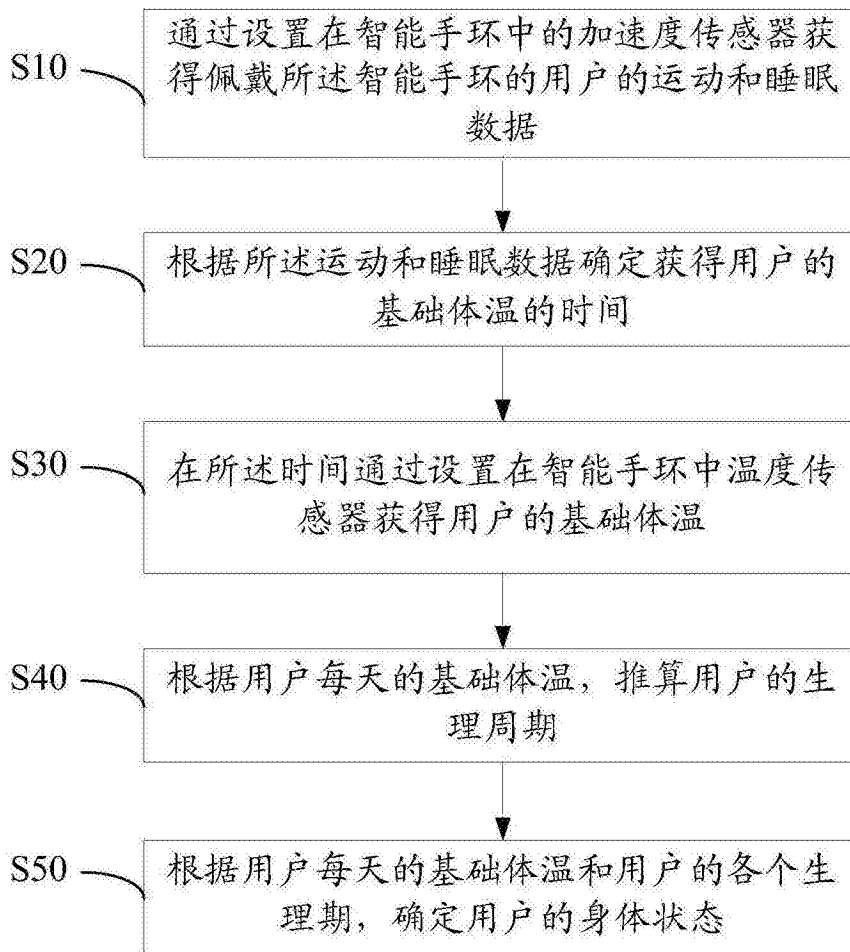 S10
通过设置在智能手环中的加速度传感器获
得佩戴所述智能手环的用户的运动和睡眠
数据
S20
根据所述运动和睡眠数据确定获得用户的
基础体温的时间
S30
在所述时间通过设置在智能手环中温度传
感器获得用户的基础体温
S40
根据用户每天的基础体温，推算用户的生
理周期
S50
根据用户每天的基础体温和用户的各个生
理期，确定用户的身体状态